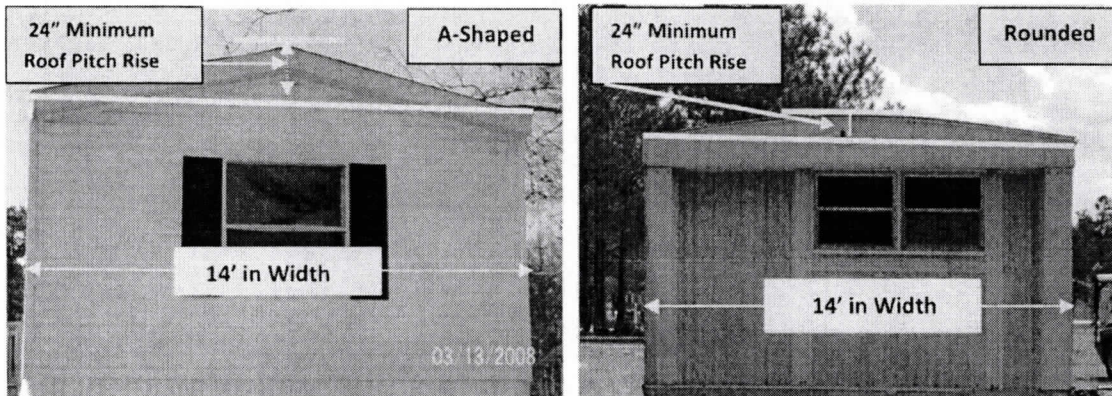 24” Minimum
Roof Pitch Rise
A-Shaped
14’ in Width
03/13/2008
24” Minimum
Roof Pitch Rise
Rounded
14’ in Width